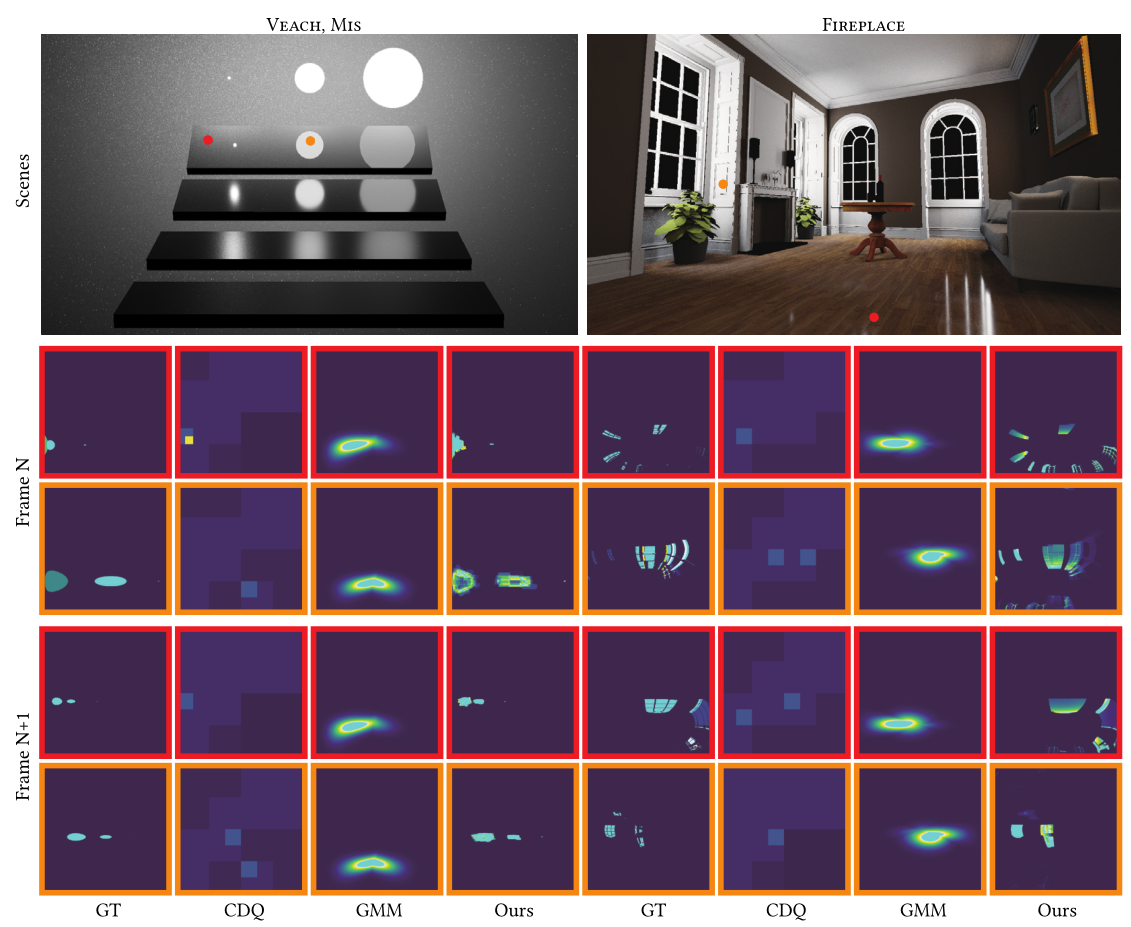 Veach, Mis
Fireplace
Scenes
Frame N
Frame N+1
GT
CDQ
GMM
Ours
GT
CDQ
GMM
Ours